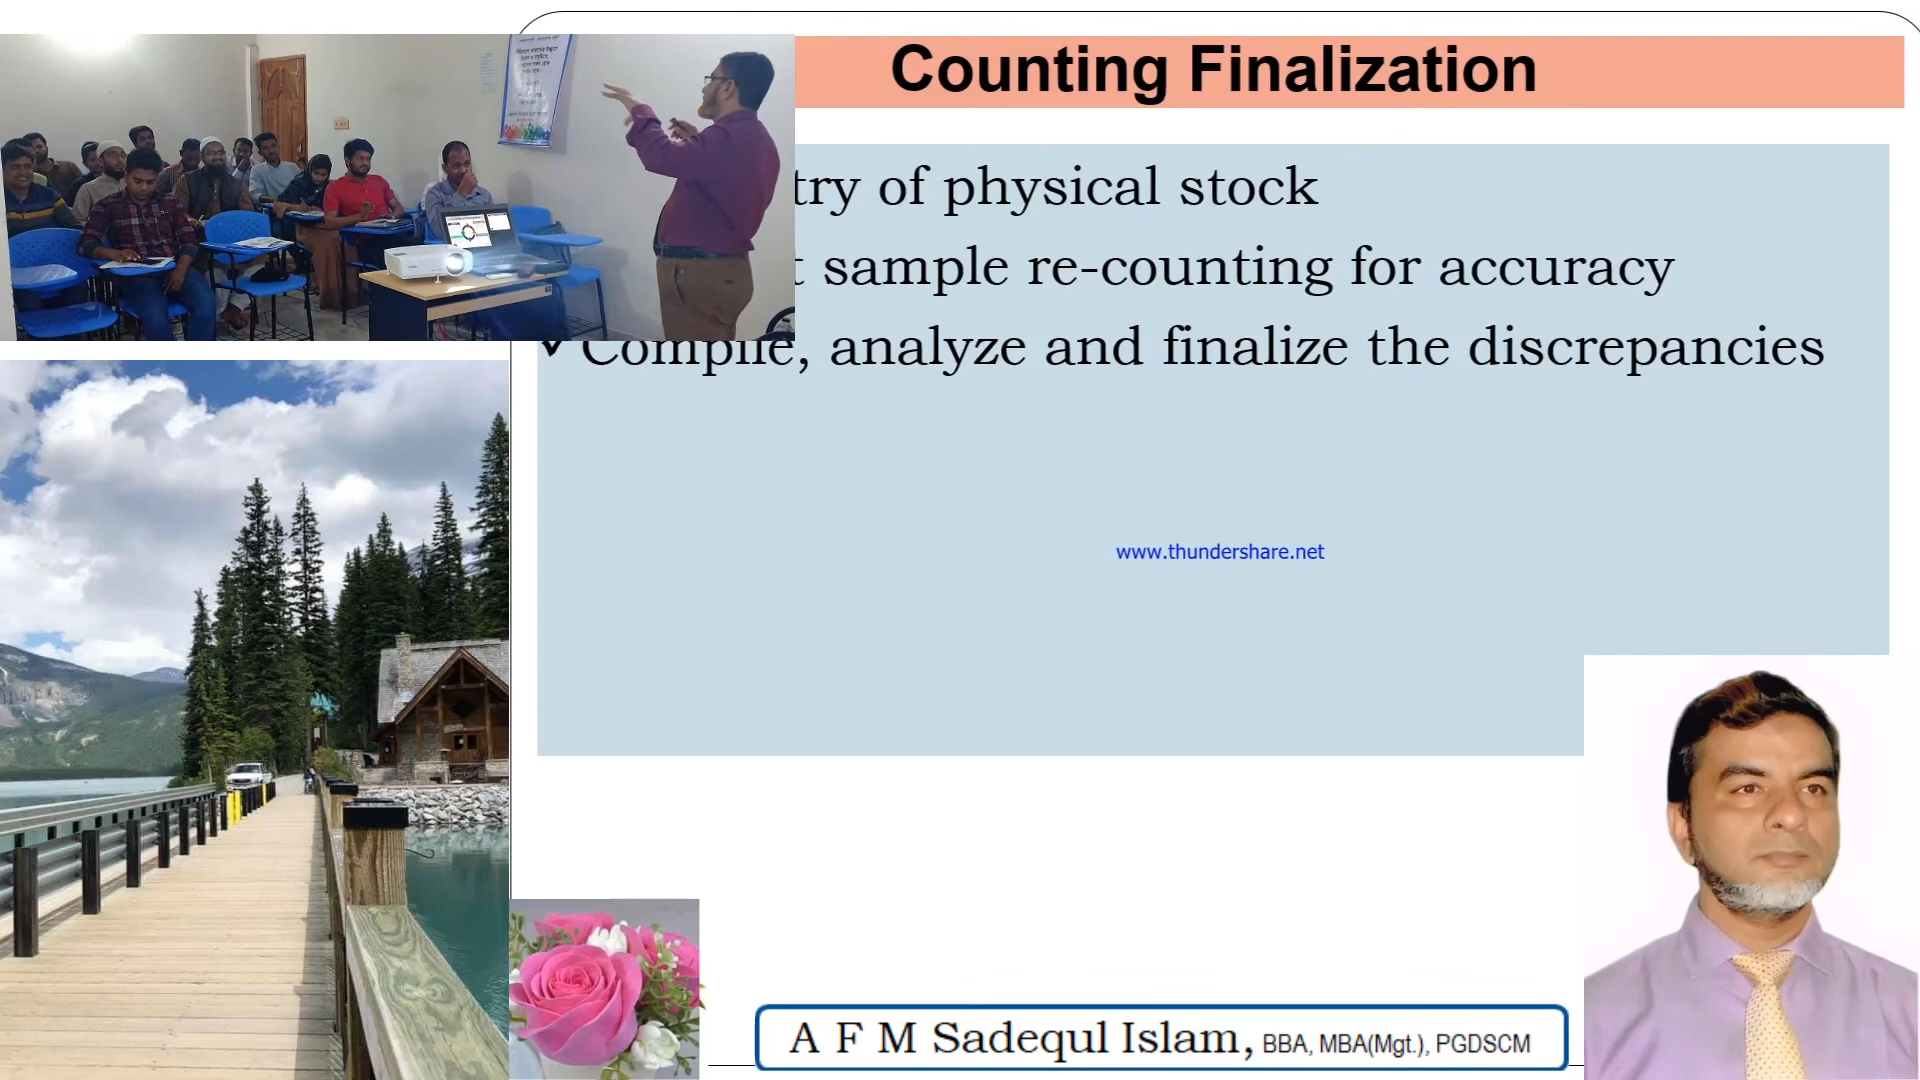 Counting Finalization
try of physical stock
t sample re-counting for accuracy
✓ Compile, analyze and finalize the discrepancies
www.thundershare.net
A F M Sadequl Islam, BBA, MBA(Mgt.), PGDSCM